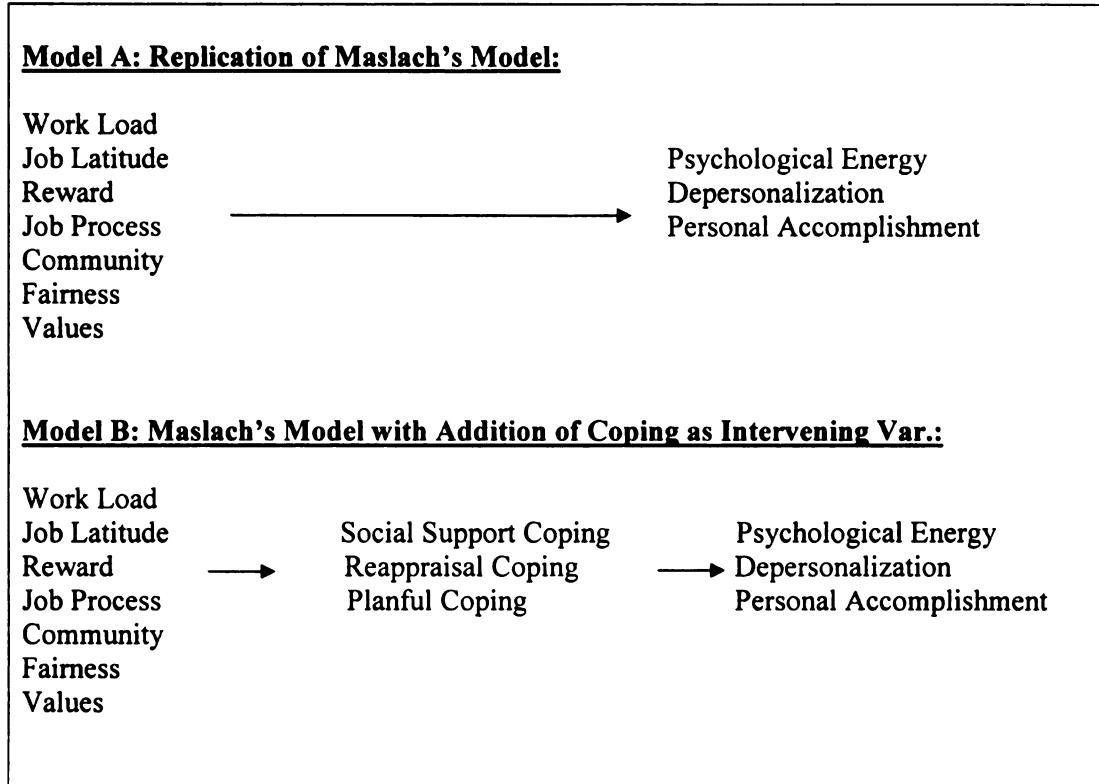 Model A: Replication of Maslach's Model:
Work Load
Job Latitude
Reward
Job Process
Community
Fairness
Values
Psychological Energy
Depersonalization
Personal Accomplishment
Model B: Maslach's Model with Addition of Coping as Intervening Var.:
Work Load
Job Latitude
Reward
Job Process
Community
Fairness
Values
Social Support Coping
Reappraisal Coping
Planful Coping
Psychological Energy
Depersonalization
Personal Accomplishment